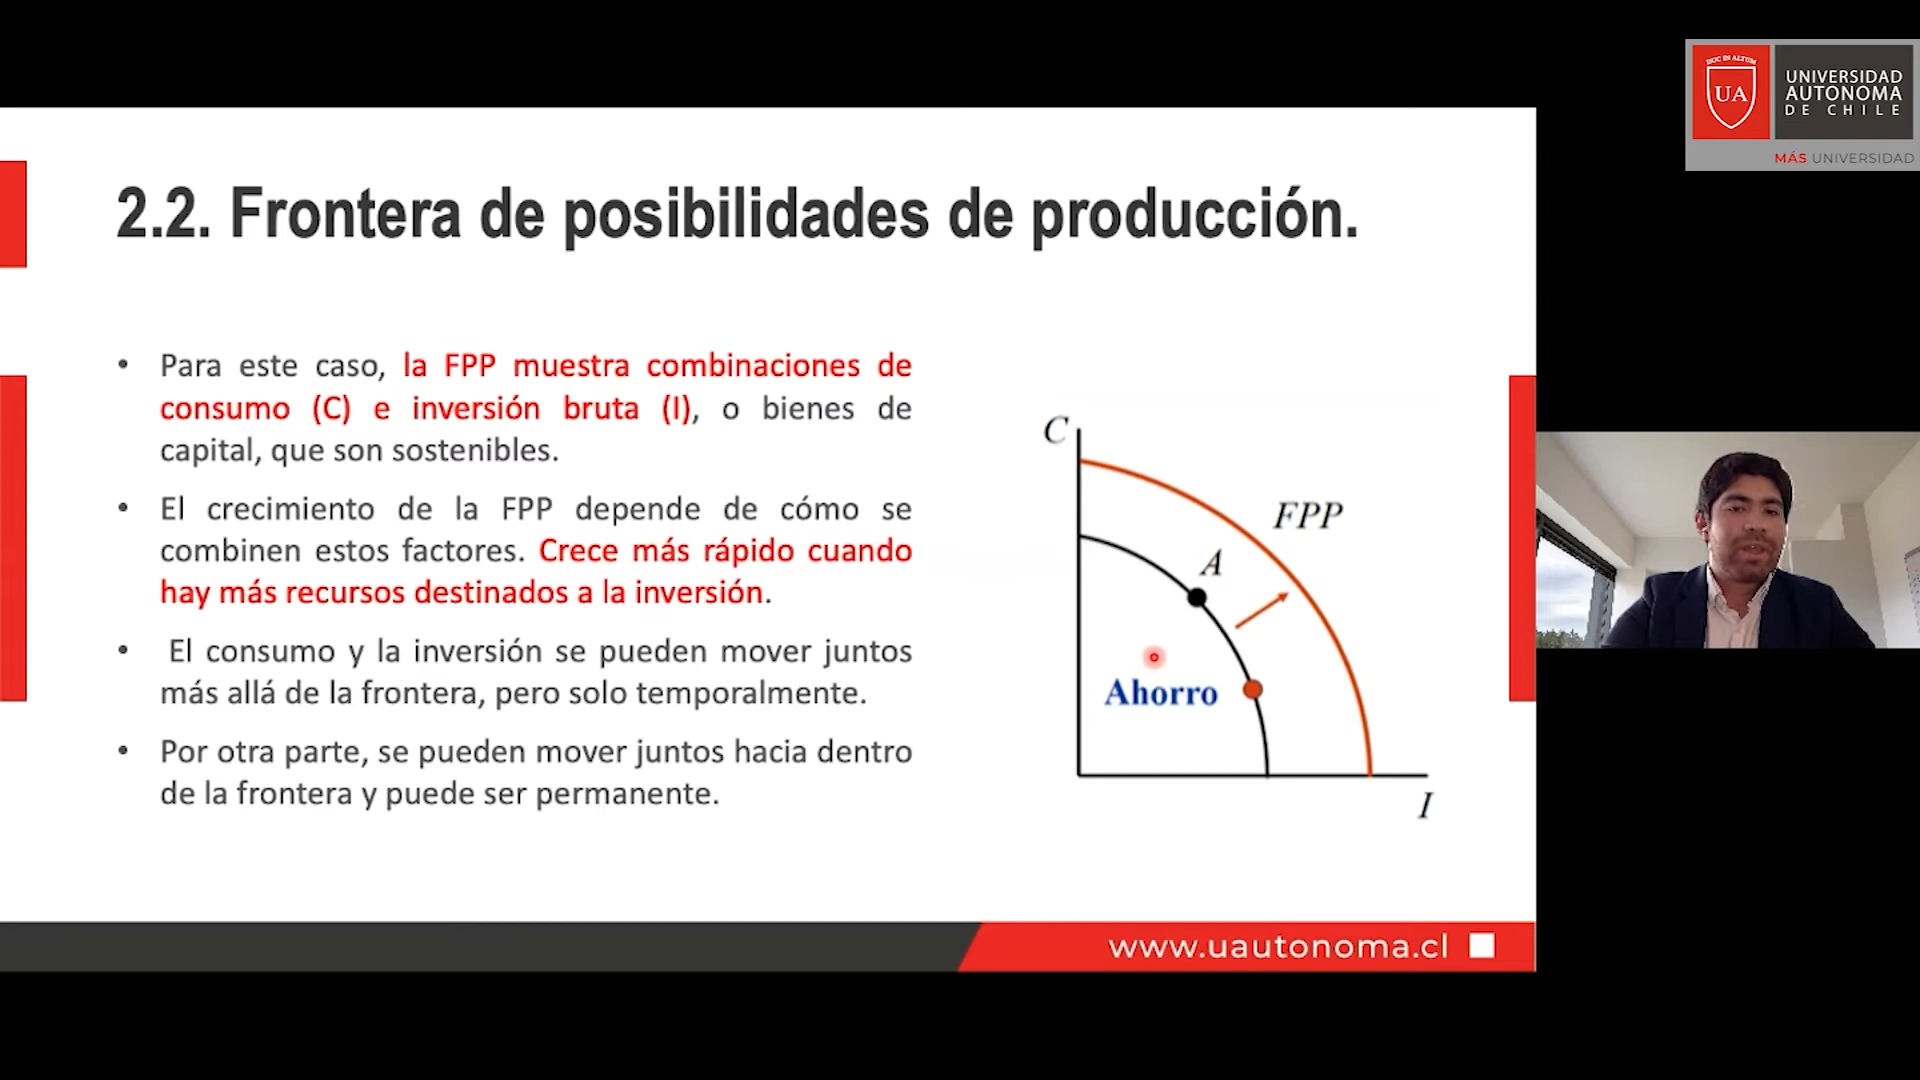 DOC IN ALTUM
UA
UNIVERSIDAD
AUTONOMA
DE CHILE
MÁS UNIVERSIDAD
2.2. Frontera de posibilidades de producción.
• Para este caso, la FPP muestra combinaciones de
consumo (C) e inversión bruta (I), o bienes de
capital, que son sostenibles.
• El crecimiento de la FPP depende de cómo se
combinen estos factores. Crece más rápido cuando
hay más recursos destinados a la inversión.
• El consumo y la inversión se pueden mover juntos
más allá de la frontera, pero solo temporalmente.
• Por otra parte, se pueden mover juntos hacia dentro
de la frontera y puede ser permanente.
C
FPP
A
Ahorro
I
www.uautonoma.cl